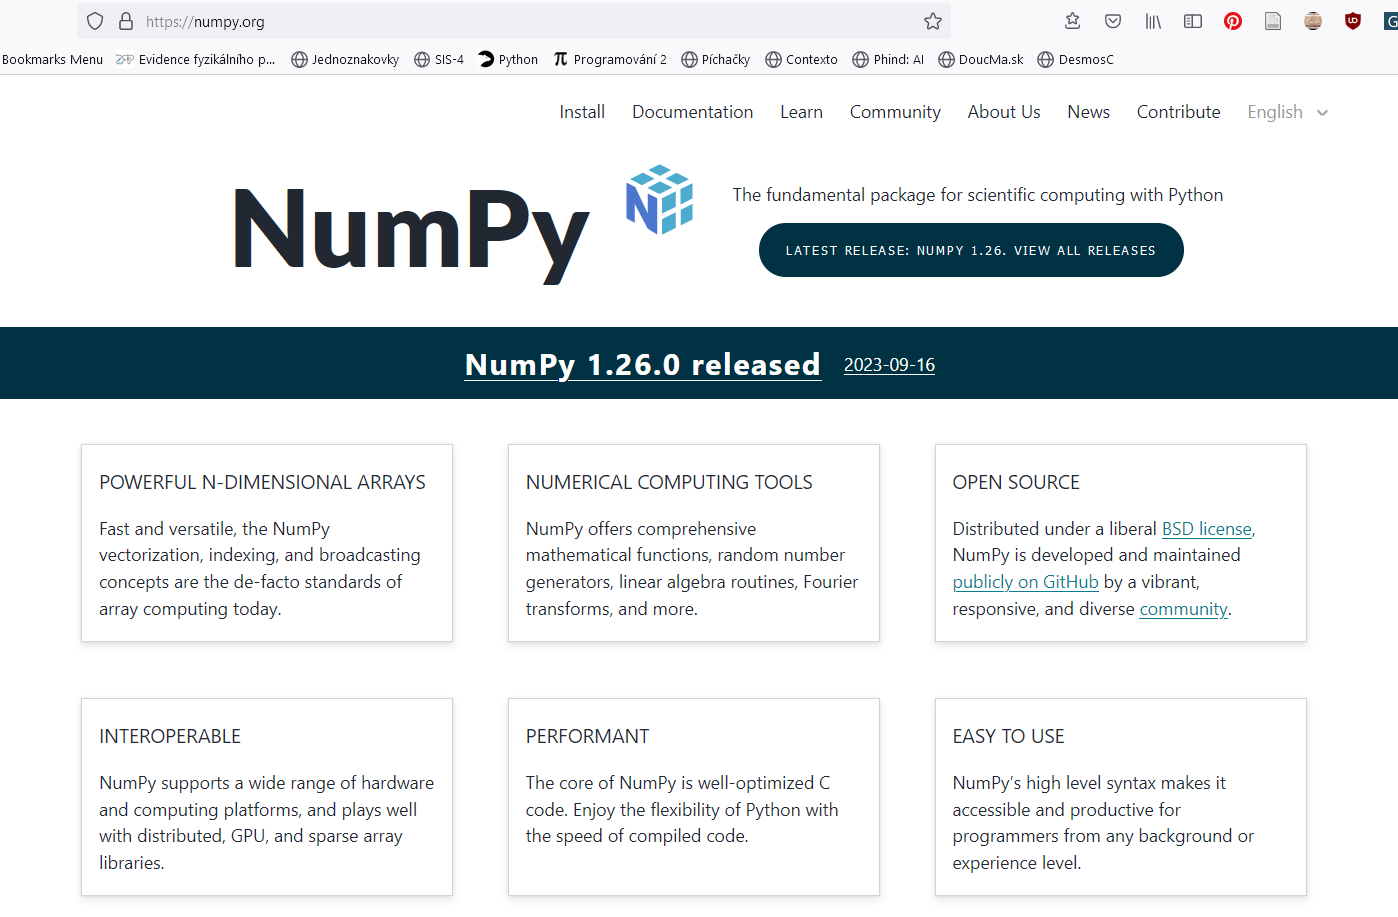 https://numpy.org
Bookmarks Menu Evidence fyzikálního p... Jednoznakovky SIS-4 Python Programování 2 Píchačky Contexto Phind: AI DoucMa.sk DesmosC
Install Documentation Learn Community About Us News Contribute English
NumPy
The fundamental package for scientific computing with Python
LATEST RELEASE: NUMPY 1.26. VIEW ALL RELEASES
NumPy 1.26.0 released 2023-09-16
POWERFUL N-DIMENSIONAL ARRAYS
Fast and versatile, the NumPy
vectorization, indexing, and broadcasting
concepts are the de-facto standards of
array computing today.
NUMERICAL COMPUTING TOOLS
NumPy offers comprehensive
mathematical functions, random number
generators, linear algebra routines, Fourier
transforms, and more.
OPEN SOURCE
Distributed under a liberal BSD license,
NumPy is developed and maintained
publicly on GitHub by a vibrant,
responsive, and diverse community.
INTEROPERABLE
NumPy supports a wide range of hardware
and computing platforms, and plays well
with distributed, GPU, and sparse array
libraries.
PERFORMANT
The core of NumPy is well-optimized C
code. Enjoy the flexibility of Python with
the speed of compiled code.
EASY TO USE
NumPy's high level syntax makes it
accessible and productive for
programmers from any background or
experience level.